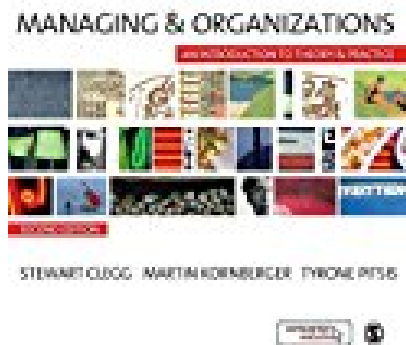 MANAGING & ORGANIZATIONS
AN INTRODUCTION TO THEORY & PRACTICE
SECOND EDITION
STEWART CLEGG MARTIN KORNBERGER TYRONE PITSIS